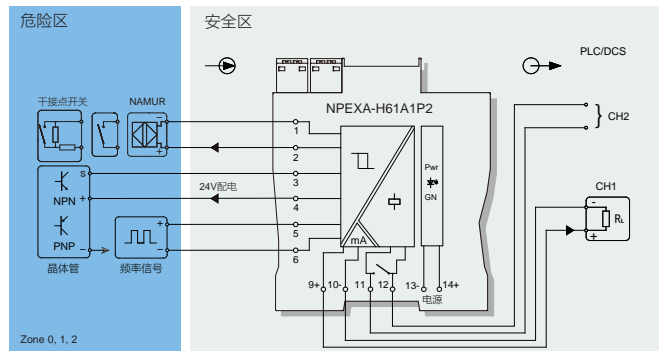 危险区
安全区
PLC/DCS
干接点开关
NAMUR
NPEXA-H61A1P2
−
+
1
2
3
4
5
6
CH2
S
NPN
+
PNP
−
晶体管
24V配电
+
−
频率信号
Pwr
GN
mA
CH1
-
RL
+
9+
10-
11
12
13-
14+
电源
Zone 0, 1, 2